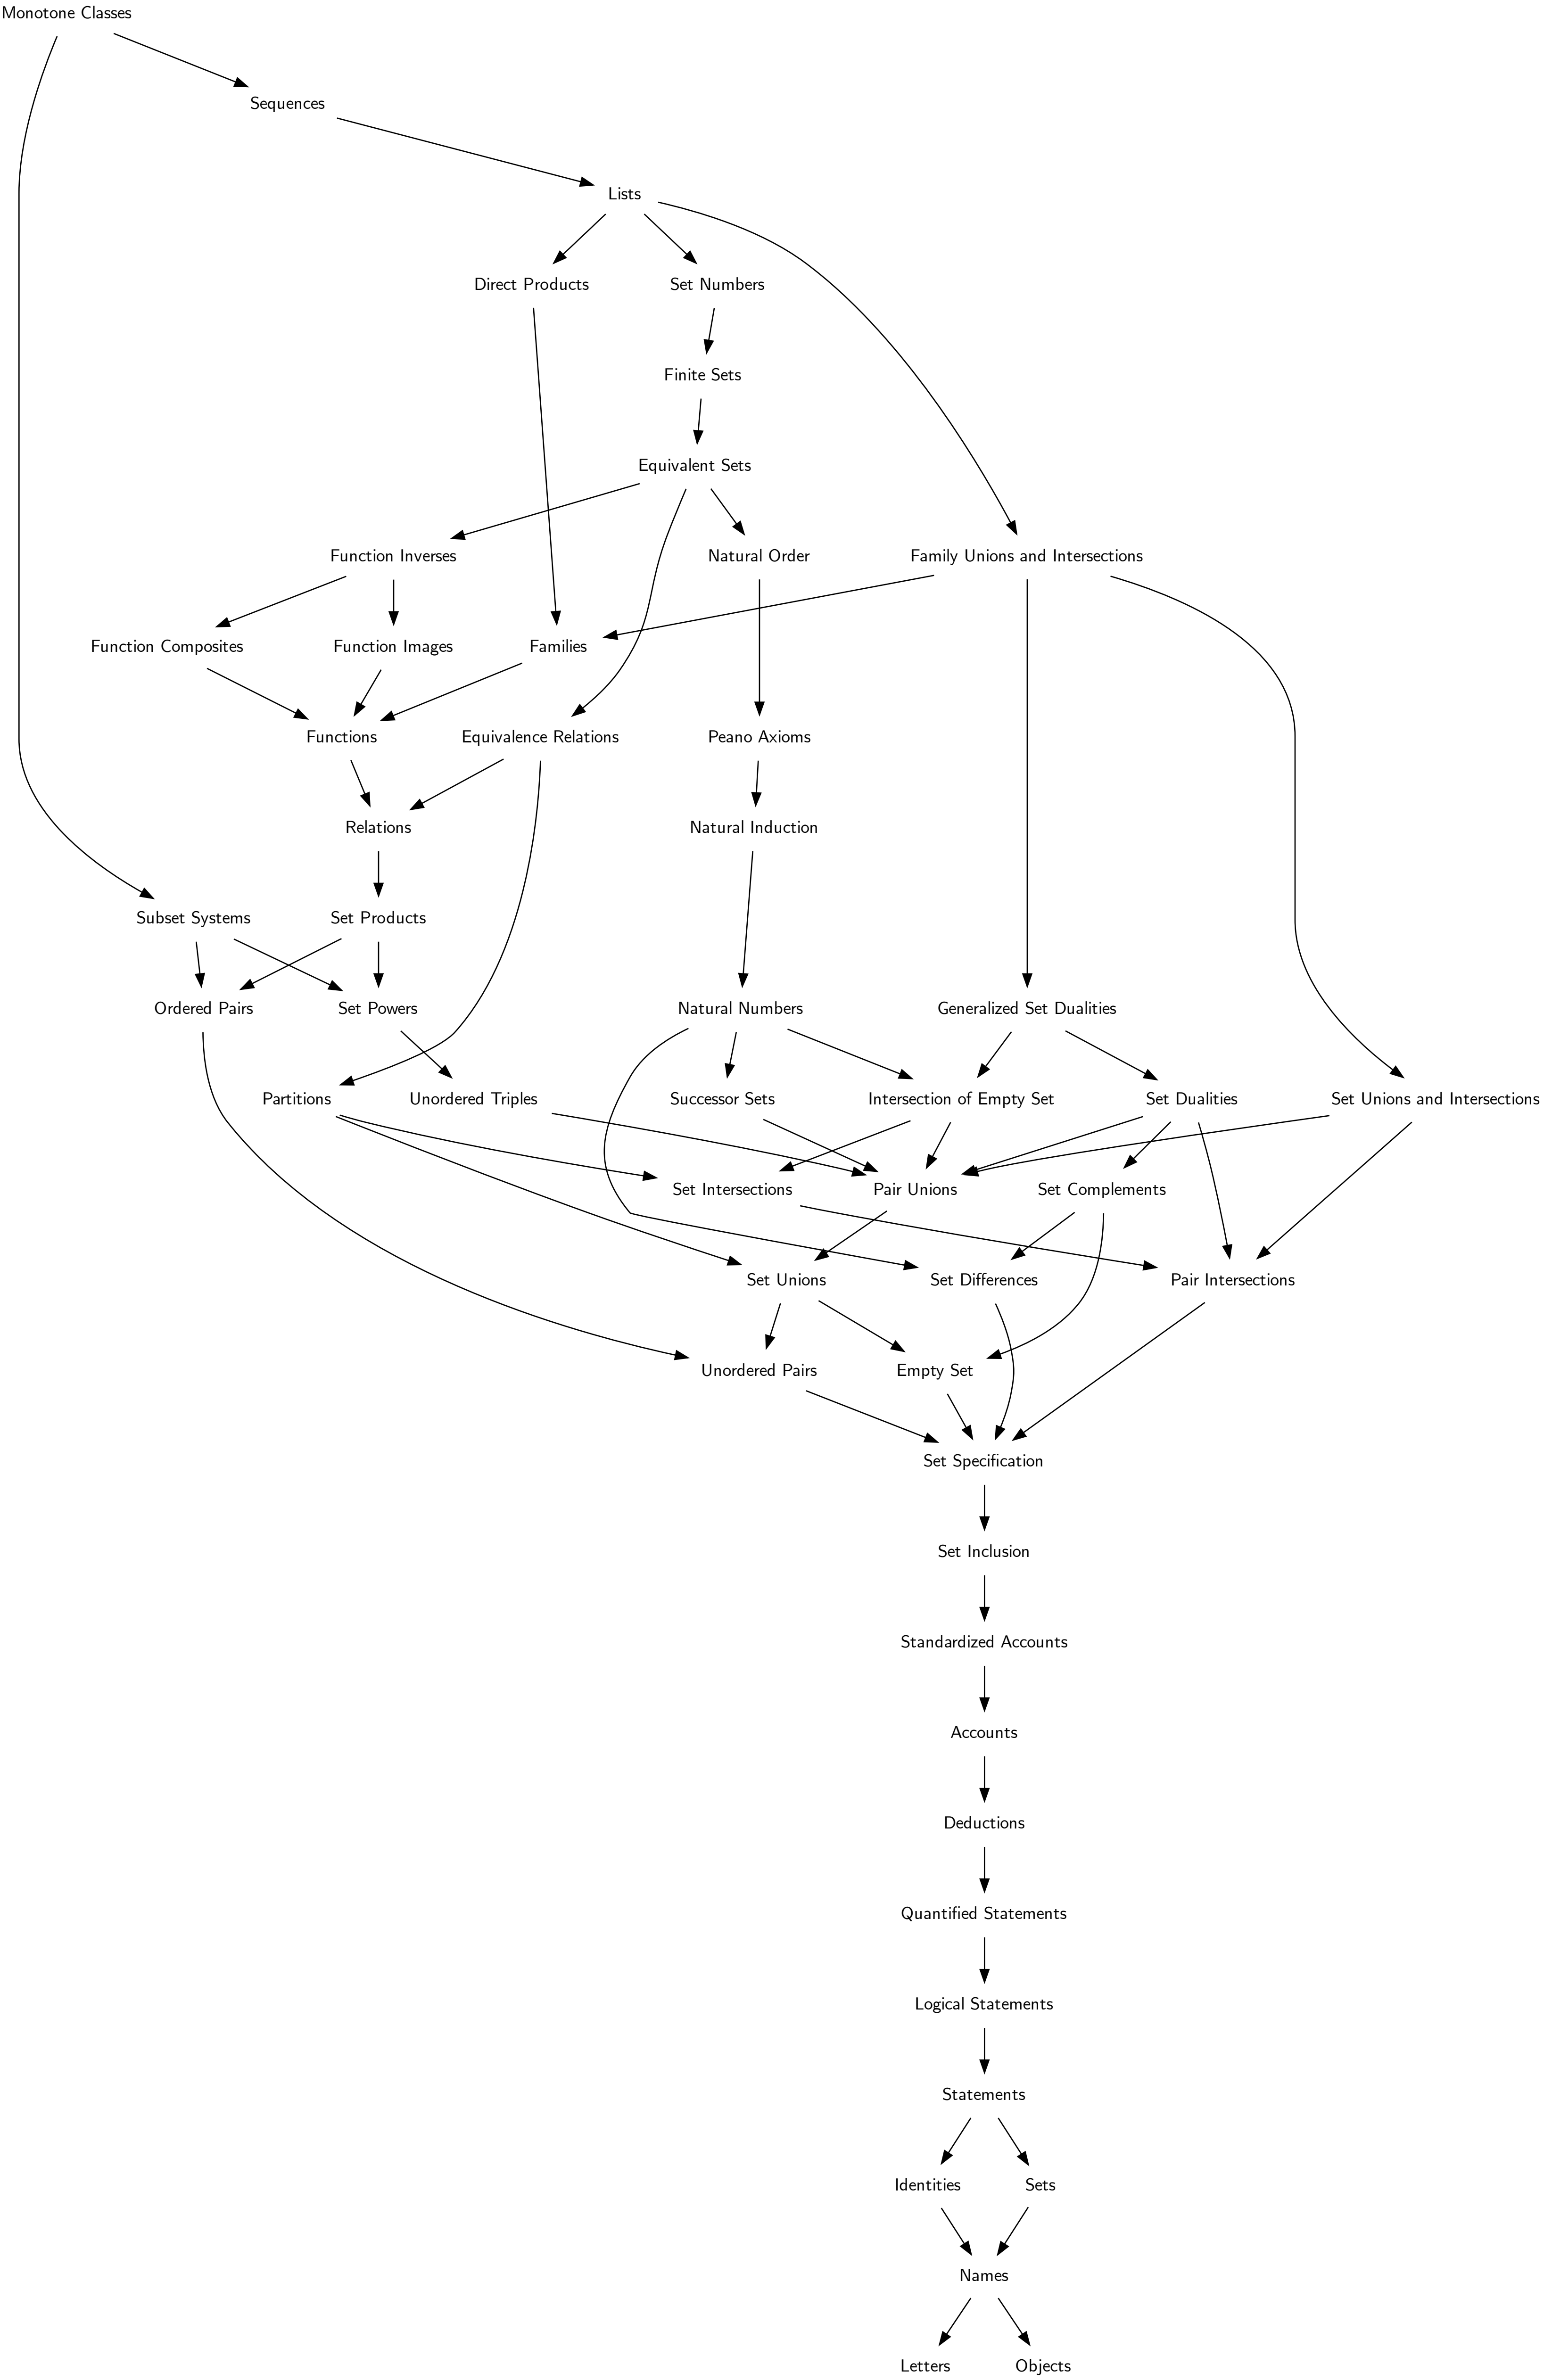 Monotone Classes
Sequences
Lists
Direct Products
Set Numbers
Finite Sets
Equivalent Sets
Function Inverses
Natural Order
Family Unions and Intersections
Function Composites
Function Images
Families
Functions
Equivalence Relations
Peano Axioms
Relations
Natural Induction
Subset Systems
Set Products
Ordered Pairs
Set Powers
Natural Numbers
Generalized Set Dualities
Partitions
Unordered Triples
Successor Sets
Intersection of Empty Set
Set Dualities
Set Unions and Intersections
Set Intersections
Pair Unions
Set Complements
Set Unions
Set Differences
Pair Intersections
Unordered Pairs
Empty Set
Set Specification
Set Inclusion
Standardized Accounts
Accounts
Deductions
Quantified Statements
Logical Statements
Statements
Identities
Sets
Names
Letters
Objects